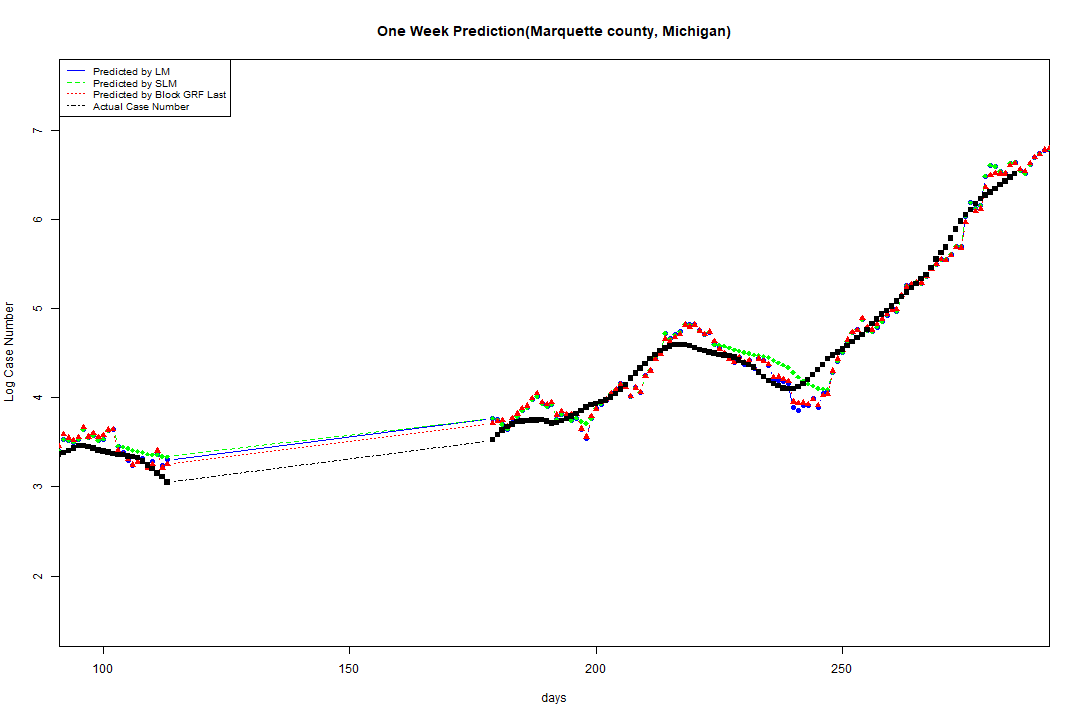 One Week Prediction(Marquette county, Michigan)
Predicted by LM
Predicted by SLM
Predicted by Block GRF Last
Actual Case Number
7
6
5
4
3
2
Log Case Number
100 150 200 250
days